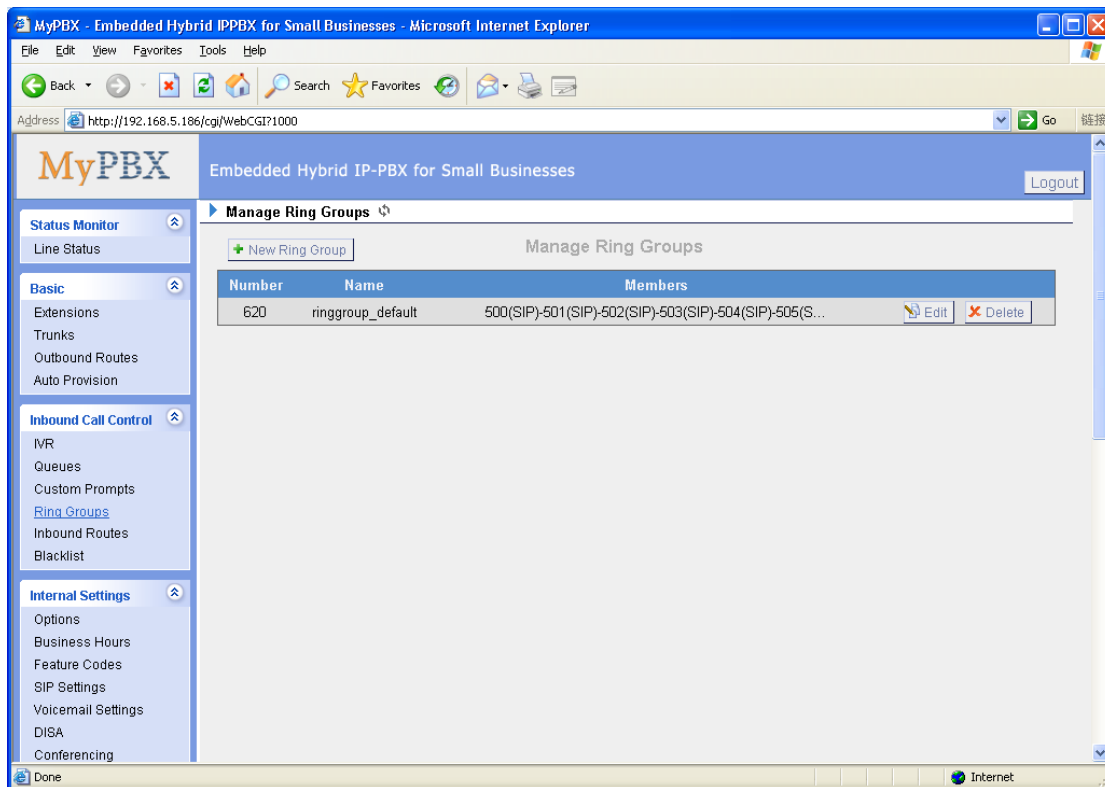 MyPBX - Embedded Hybrid IPPBX for Small Businesses - Microsoft Internet Explorer
File Edit View Favorites Tools Help
Back Search Favorites
Address http://192.168.5.186/cgi/WebCGI?1000 Go 链接
MyPBX
Embedded Hybrid IP-PBX for Small Businesses
Logout
Status Monitor
Line Status
Basic
Extensions
Trunks
Outbound Routes
Auto Provision
Inbound Call Control
IVR
Queues
Custom Prompts
Ring Groups
Inbound Routes
Blacklist
Internal Settings
Options
Business Hours
Feature Codes
SIP Settings
Voicemail Settings
DISA
Conferencing
Manage Ring Groups
New Ring Group Manage Ring Groups
Number Name Members
620 ringgroup_default 500(SIP)-501(SIP)-502(SIP)-503(SIP)-504(SIP)-505(S... Edit Delete
Done Internet